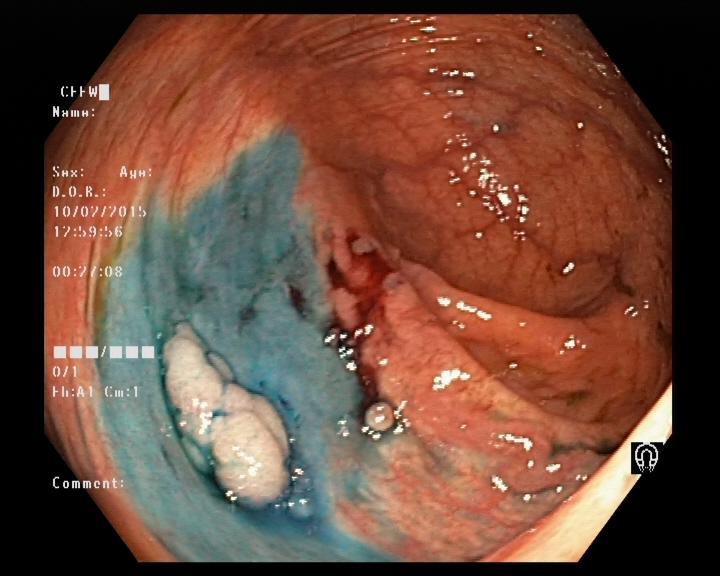 CFFW
Name:
Sex: Age:
D.O.B.:
10/02/2015
12:59:56
00:27:08
■■■/■■■
0/1
Eh:A1 Cm:1
Comment: